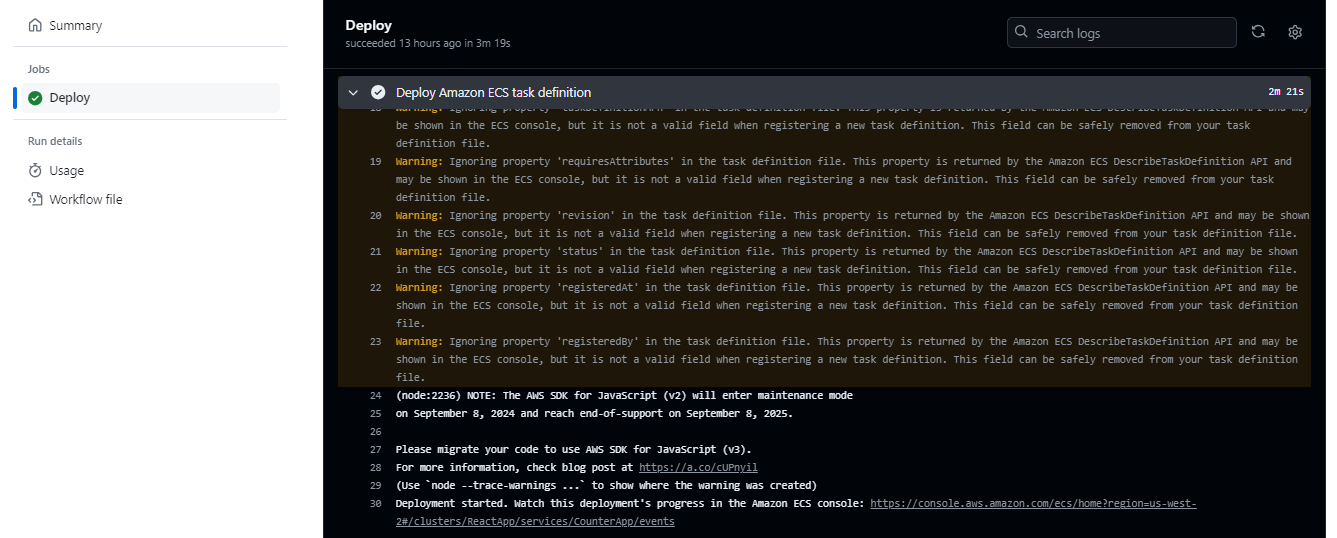 Summary
Jobs
Deploy
Run details
Usage
Workflow file
Deploy
succeeded 13 hours ago in 3m 19s
Search logs
Deploy Amazon ECS task definition
2m 21s
be shown in the ECS console, but it is not a valid field when registering a new task definition. This field can be safely removed from your task
definition file.
19 Warning: Ignoring property 'requiresAttributes' in the task definition file. This property is returned by the Amazon ECS DescribeTaskDefinition API and
may be shown in the ECS console, but it is not a valid field when registering a new task definition. This field can be safely removed from your task
definition file.
20 Warning: Ignoring property 'revision' in the task definition file. This property is returned by the Amazon ECS DescribeTaskDefinition API and may be shown
in the ECS console, but it is not a valid field when registering a new task definition. This field can be safely removed from your task definition file.
21 Warning: Ignoring property 'status' in the task definition file. This property is returned by the Amazon ECS DescribeTaskDefinition API and may be shown
in the ECS console, but it is not a valid field when registering a new task definition. This field can be safely removed from your task definition file.
22 Warning: Ignoring property 'registeredAt' in the task definition file. This property is returned by the Amazon ECS DescribeTaskDefinition API and may be
shown in the ECS console, but it is not a valid field when registering a new task definition. This field can be safely removed from your task definition
file.
23 Warning: Ignoring property 'registeredBy' in the task definition file. This property is returned by the Amazon ECS DescribeTaskDefinition API and may be
shown in the ECS console, but it is not a valid field when registering a new task definition. This field can be safely removed from your task definition
file.
24 (node:2236) NOTE: The AWS SDK for JavaScript (v2) will enter maintenance mode
25 on September 8, 2024 and reach end-of-support on September 8, 2025.
26
27 Please migrate your code to use AWS SDK for JavaScript (v3).
28 For more information, check blog post at https://a.co/cUPnyil
29 (Use `node --trace-warnings ...` to show where the warning was created)
30 Deployment started. Watch this deployment's progress in the Amazon ECS console: https://console.aws.amazon.com/ecs/home?region=us-west-
2#/clusters/ReactApp/services/CounterApp/events